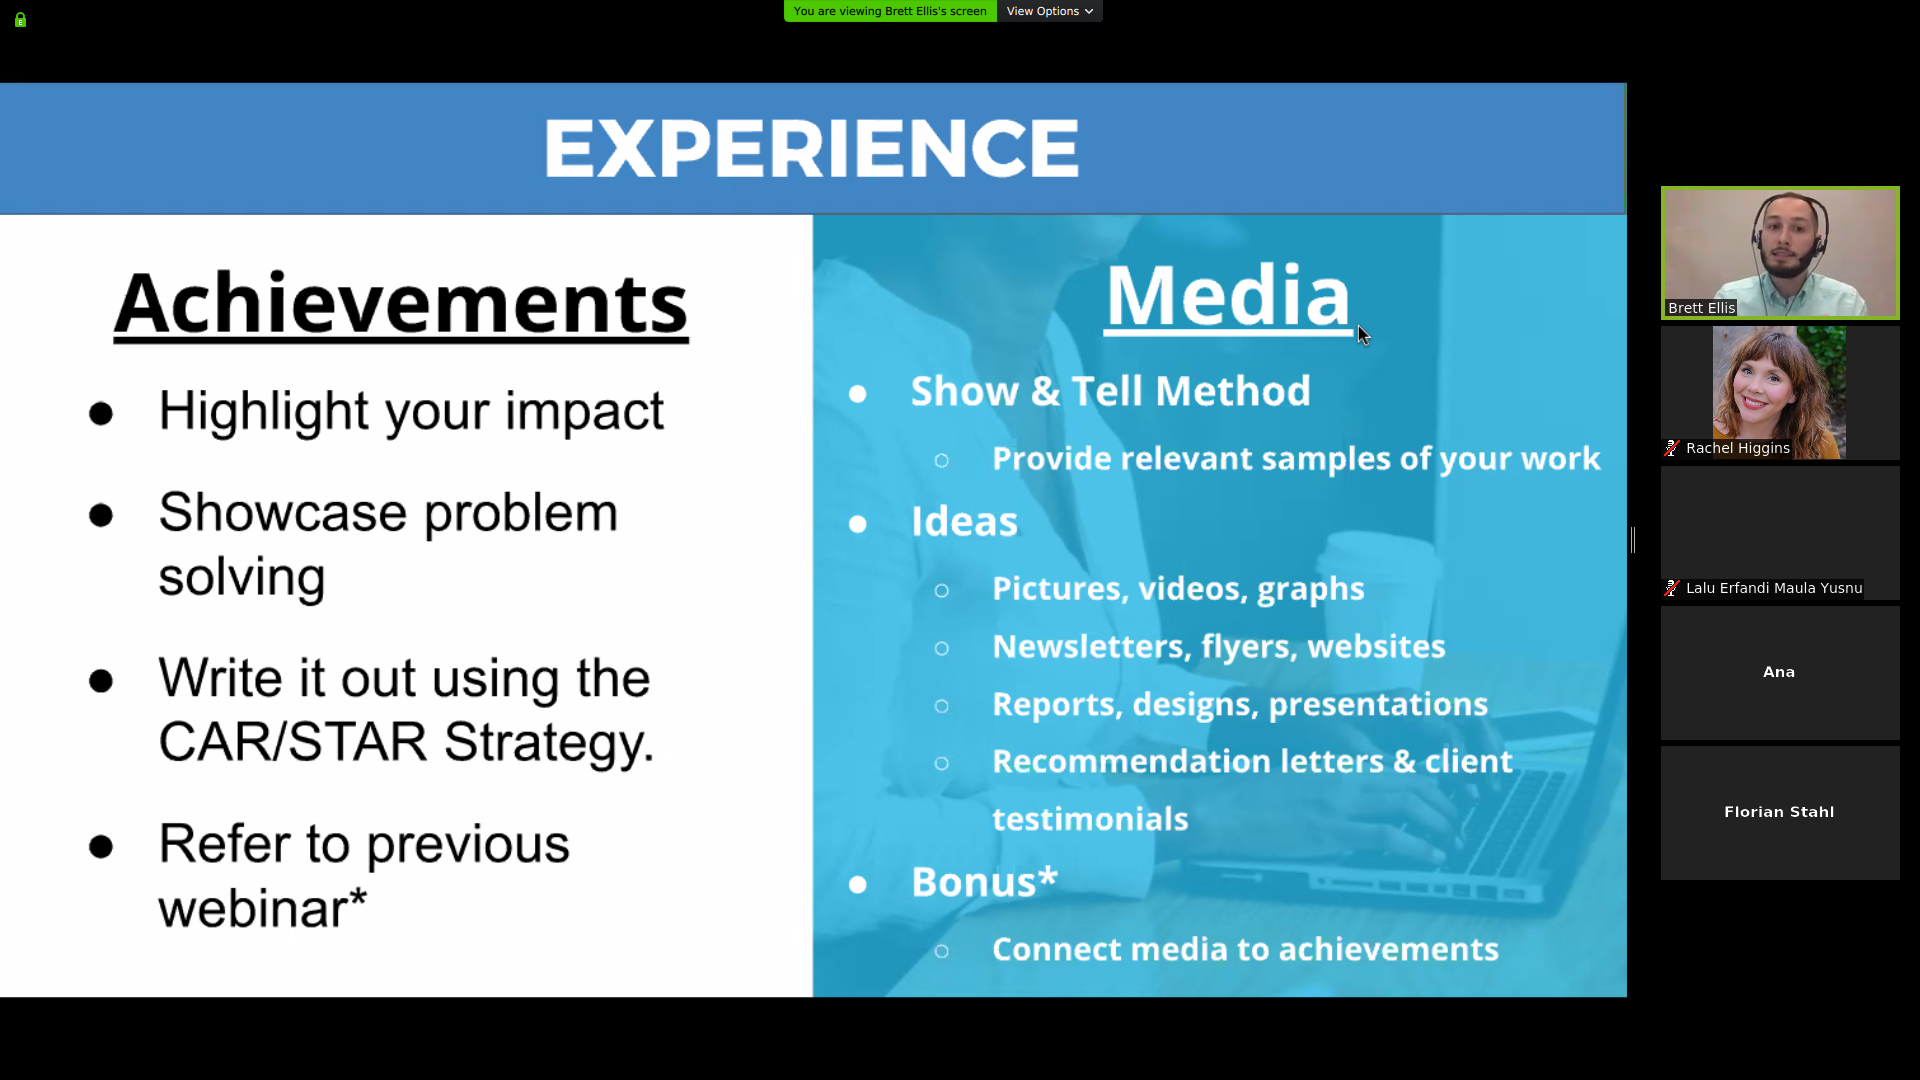 You are viewing Brett Ellis's screen
View Options
EXPERIENCE
Achievements
● Highlight your impact
● Showcase problem
solving
● Write it out using the
CAR/STAR Strategy.
● Refer to previous
webinar*
Media
● Show & Tell Method
○ Provide relevant samples of your work
● Ideas
○ Pictures, videos, graphs
○ Newsletters, flyers, websites
○ Reports, designs, presentations
○ Recommendation letters & client
testimonials
● Bonus*
○ Connect media to achievements
Brett Ellis
Rachel Higgins
Lalu Erfandi Maula Yusnu
Ana
Florian Stahl